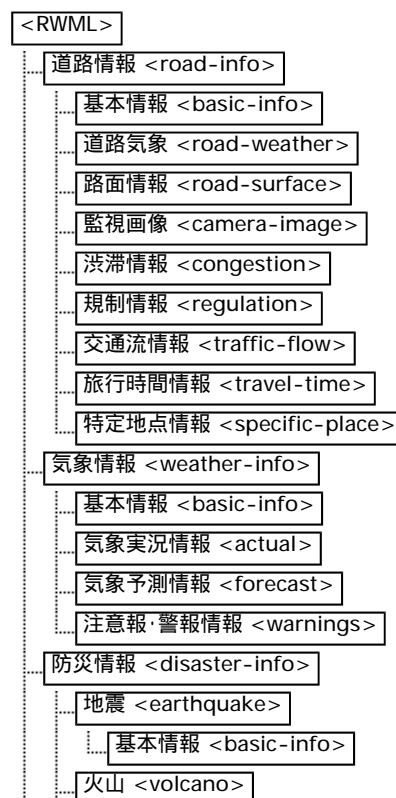 <RWML>
道路情報 <road-info>
基本情報 <basic-info>
道路気象 <road-weather>
路面情報 <road-surface>
監視画像 <camera-image>
渋滞情報 <congestion>
規制情報 <regulation>
交通流情報 <traffic-flow>
旅行時間情報 <travel-time>
特定地点情報 <specific-place>
気象情報 <weather-info>
基本情報 <basic-info>
気象実況情報 <actual>
気象予測情報 <forecast>
注意報·警報情報 <warnings>
防災情報 <disaster-info>
地震 <earthquake>
基本情報 <basic-info>
火山 <volcano>